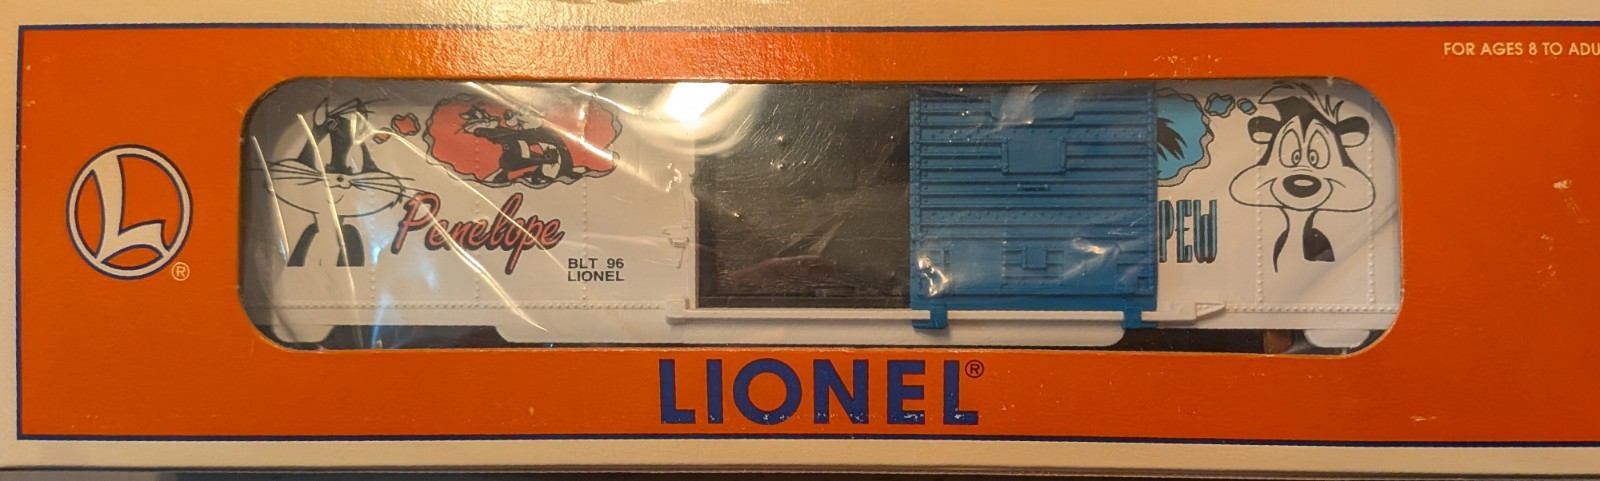 FOR AGES 8 TO ADU
L
®
Penelope
BLT 96
LIONEL
PEW
LIONEL®